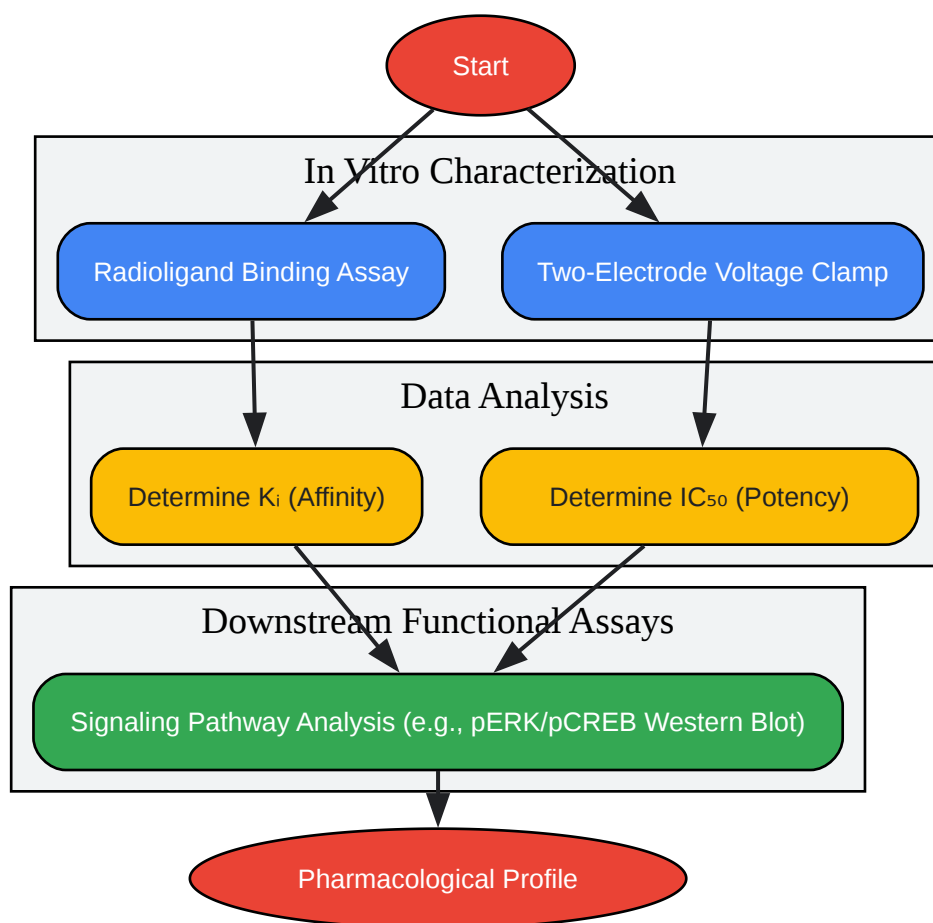 Start
In Vitro Characterization
Radioligand Binding Assay
Two-Electrode Voltage Clamp
Data Analysis
Determine Kᵢ (Affinity)
Determine IC₅₀ (Potency)
Downstream Functional Assays
Signaling Pathway Analysis (e.g., pERK/pCREB Western Blot)
Pharmacological Profile